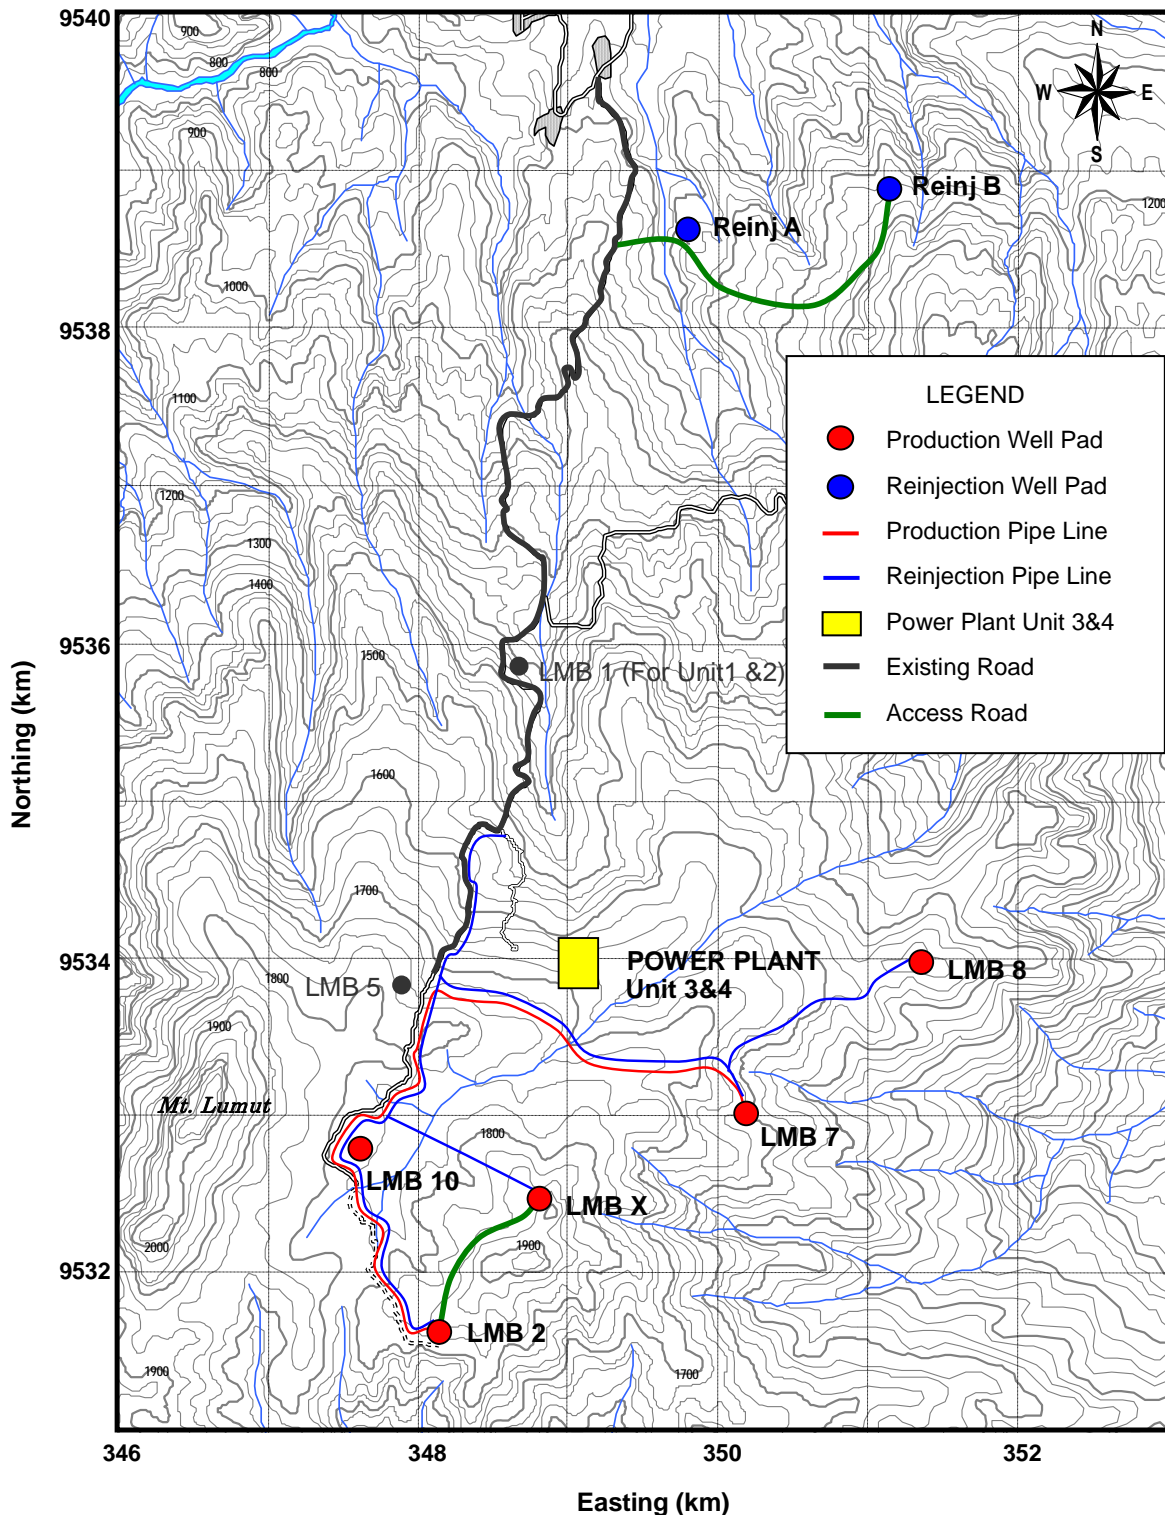 9540
900
800
800
N
W
E
S
900
Reinj B
1200
Reinj A
1000
9538
LEGEND
Production Well Pad
Reinjection Well Pad
Production Pipe Line
Reinjection Pipe Line
Power Plant Unit 3&4
Existing Road
Access Road
1100
1200
1300
1400
9536
1500
LMB 1 (For Unit1 &2)
Northing (km)
1600
1700
9534
POWER PLANT
Unit 3&4
LMB 8
1800
LMB 5
1900
Mt. Lumut
1800
LMB 7
LMB 10
LMB X
2000
1900
9532
LMB 2
1900
1700
346
348
350
352
Easting (km)